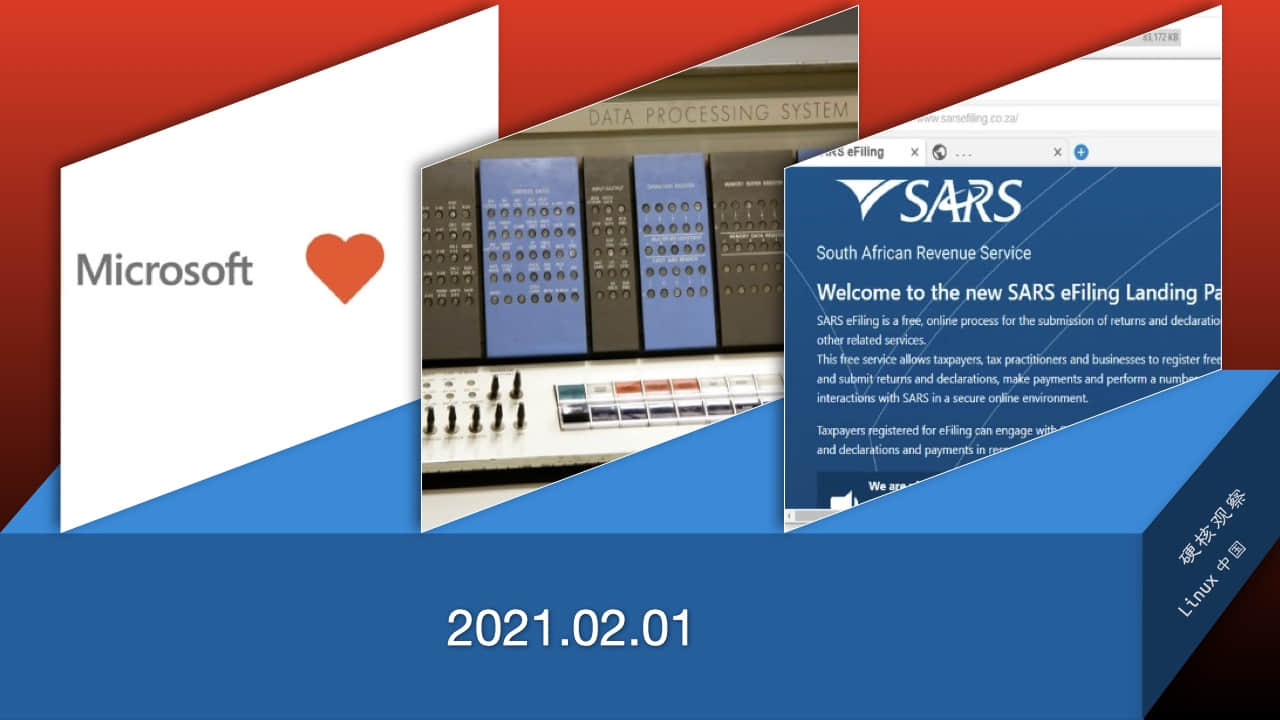 Microsoft
DATA PROCESSING SYSTEM
83,172 KB
www.sarsefiling.co.za/
SARS eFiling
...
SARS
South African Revenue Service
Welcome to the new SARS eFiling Landing Pa
SARS eFiling is a free, online process for the submission of returns and declaratio
other related services.
This free service allows taxpayers, tax practitioners and businesses to register free
and submit returns and declarations, make payments and perform a number
interactions with SARS in a secure online environment.
Taxpayers registered for eFiling can engage with
and declarations and payments in
We are
硬核观察
Linux 中国
2021.02.01